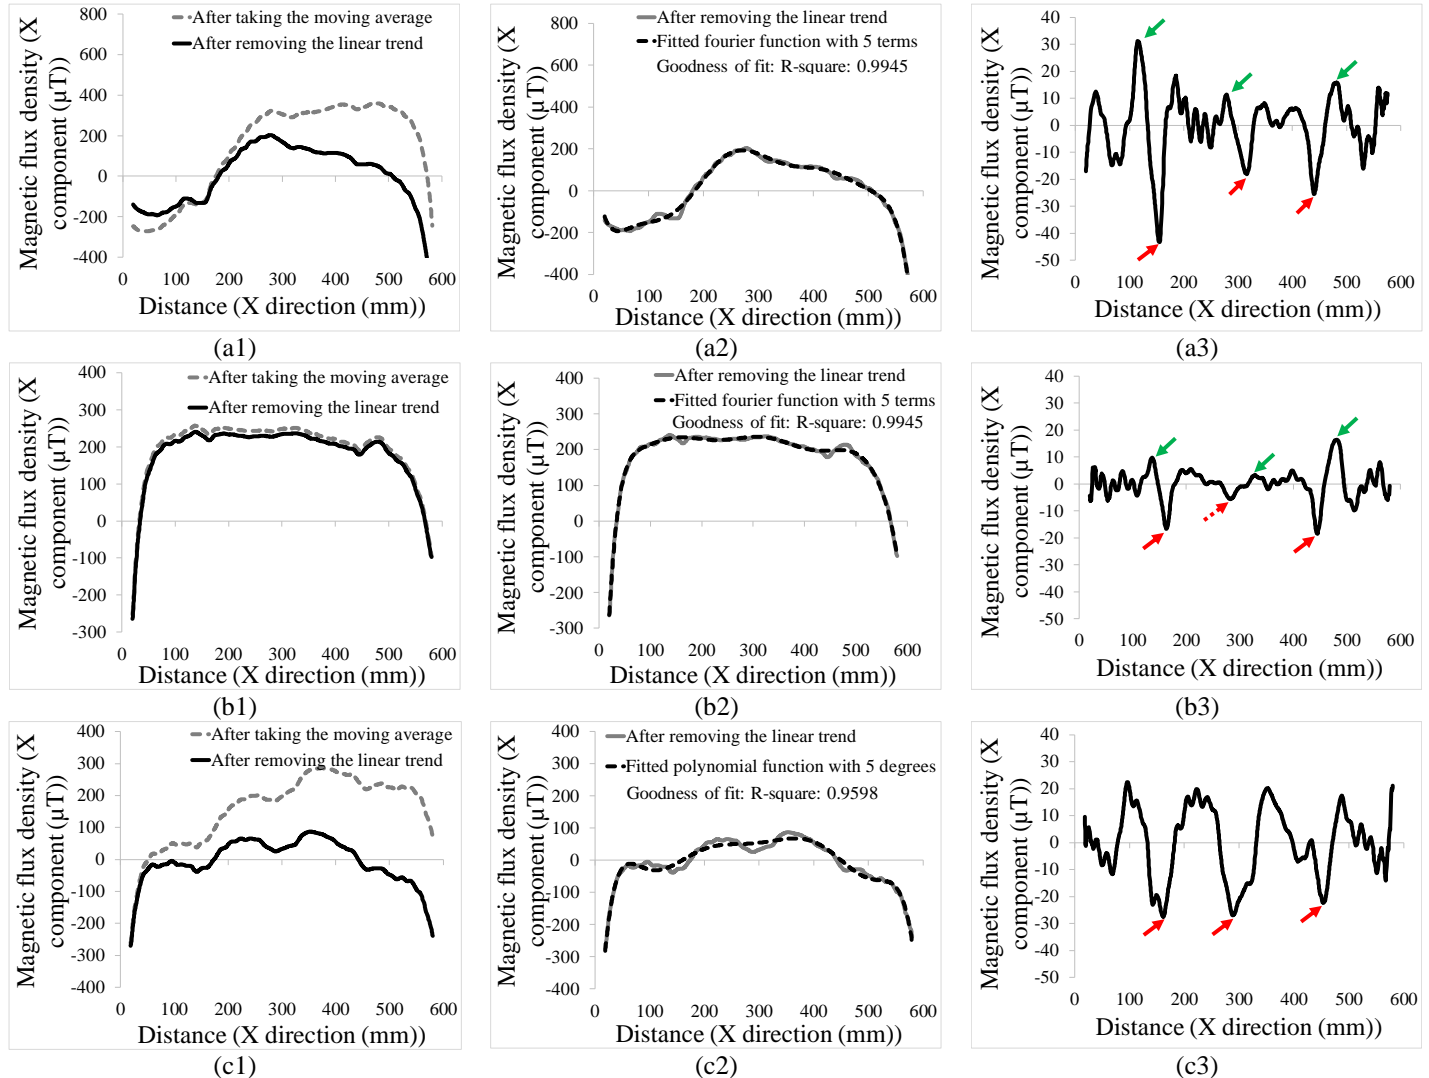 Magnetic flux density (X
component (µT))
800
600
400
200
0
-200
-400
After taking the moving average
After removing the linear trend
0 100 200 300 400 500 600
Distance (X direction (mm))
(a1)
Magnetic flux density (X
component (µT))
800
600
400
200
0
-200
-400
After removing the linear trend
Fitted fourier function with 5 terms
Goodness of fit: R-square: 0.9945
0 100 200 300 400 500 600
Distance (X direction (mm))
(a2)
Magnetic flux density (X
component (µT))
40
30
20
10
0
-10
-20
-30
-40
-50
0 100 200 300 400 500 600
Distance (X direction (mm))
(a3)
Magnetic flux density (X
component (µT))
400
300
200
100
0
-100
-200
-300
After taking the moving average
After removing the linear trend
0 100 200 300 400 500 600
Distance (X direction (mm))
(b1)
Magnetic flux density (X
component (µT))
400
300
200
100
0
-100
-200
-300
After removing the linear trend
Fitted fourier function with 5 terms
Goodness of fit: R-square: 0.9945
0 100 200 300 400 500 600
Distance (X direction (mm))
(b2)
Magnetic flux density (X
component (µT))
40
30
20
10
0
-10
-20
-30
-40
-50
0 100 200 300 400 500 600
Distance (X direction (mm))
(b3)
Magnetic flux density (X
component (µT))
400
300
200
100
0
-100
-200
-300
-400
After taking the moving average
After removing the linear trend
0 100 200 300 400 500 600
Distance (X direction (mm))
(c1)
Magnetic flux density (X
component (µT))
400
300
200
100
0
-100
-200
-300
-400
After removing the linear trend
Fitted polynomial function with 5 degrees
Goodness of fit: R-square: 0.9598
0 100 200 300 400 500 600
Distance (X direction (mm))
(c2)
Magnetic flux density (X
component (µT))
40
30
20
10
0
-10
-20
-30
-40
-50
0 100 200 300 400 500 600
Distance (X direction (mm))
(c3)